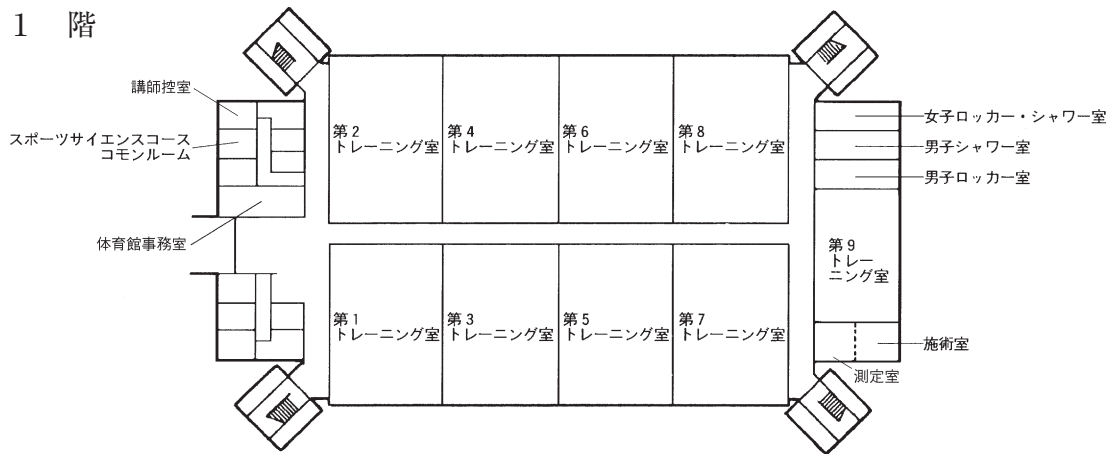 1 階
講師控室
スポーツサイエンスコース
コモンルーム
体育館事務室
第2
トレーニング室
第4
トレーニング室
第6
トレーニング室
第8
トレーニング室
女子ロッカー・シャワー室
男子シャワー室
男子ロッカー室
第9
トレー
ニング室
第1
トレーニング室
第3
トレーニング室
第5
トレーニング室
第7
トレーニング室
施術室
測定室